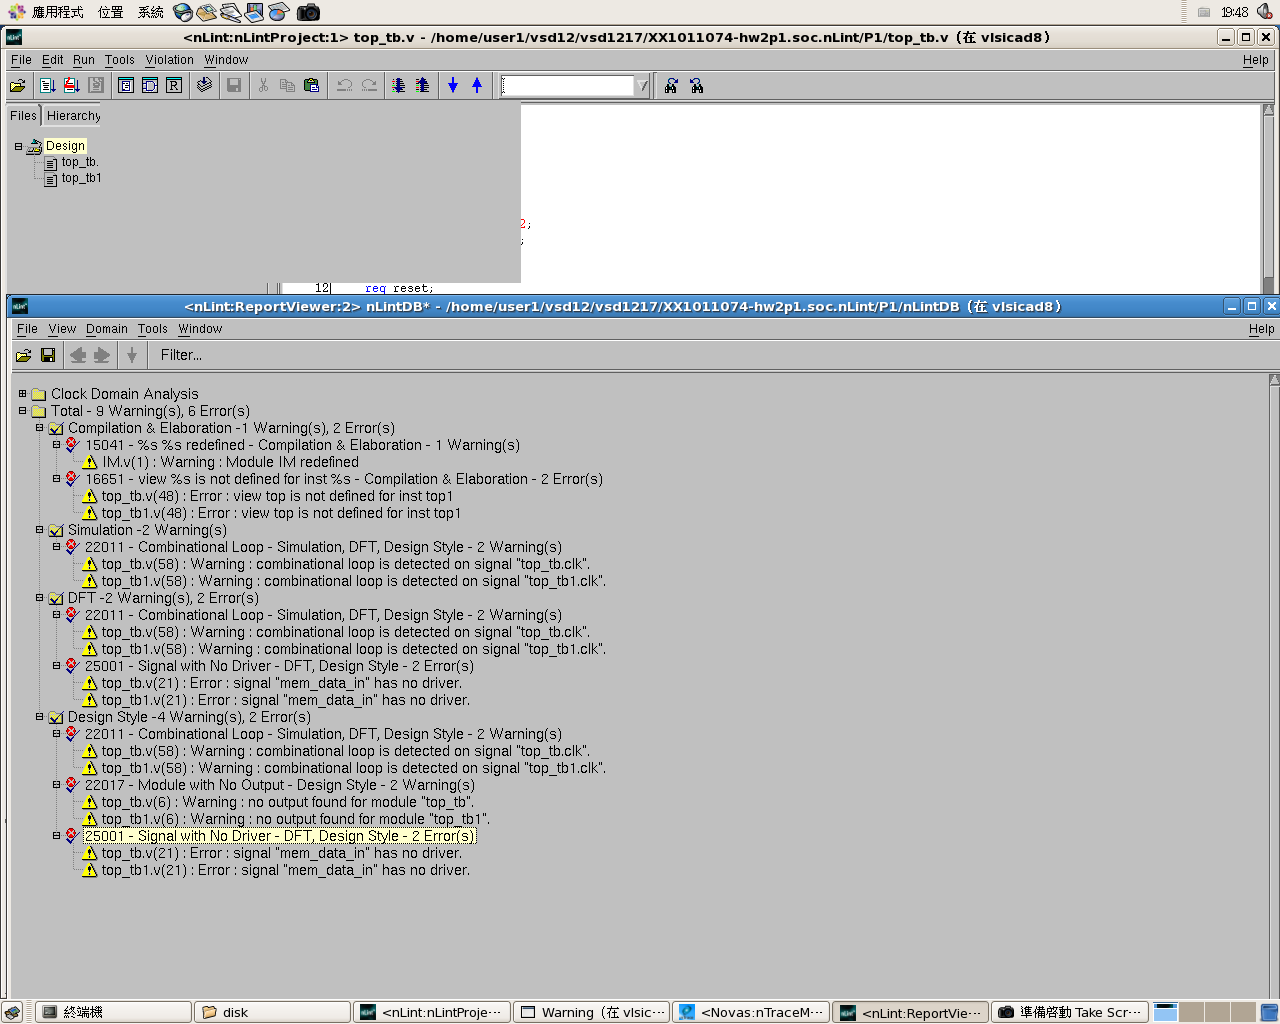 應用程式 位置 系統 19:48
<nLint:nLintProject:1> top_tb.v - /home/user1/vsd12/vsd1217/XX1011074-hw2p1.soc.nLint/P1/top_tb.v (在 vlsicad8)
File Edit Run Tools Violation Window Help
Files Hierarchy
Design
top_tb.
top_tb1
2;
;
12 reg reset;
<nLint:ReportViewer:2> nLintDB* - /home/user1/vsd12/vsd1217/XX1011074-hw2p1.soc.nLint/P1/nLintDB (在 vlsicad8)
File View Domain Tools Window Help
Filter...
Clock Domain Analysis
Total - 9 Warning(s), 6 Error(s)
Compilation & Elaboration -1 Warning(s), 2 Error(s)
15041 - %s %s redefined - Compilation & Elaboration - 1 Warning(s)
IM.v(1) : Warning : Module IM redefined
16651 - view %s is not defined for inst %s - Compilation & Elaboration - 2 Error(s)
top_tb.v(48) : Error : view top is not defined for inst top1
top_tb1.v(48) : Error : view top is not defined for inst top1
Simulation -2 Warning(s)
22011 - Combinational Loop - Simulation, DFT, Design Style - 2 Warning(s)
top_tb.v(58) : Warning : combinational loop is detected on signal "top_tb.clk".
top_tb1.v(58) : Warning : combinational loop is detected on signal "top_tb1.clk".
DFT -2 Warning(s), 2 Error(s)
22011 - Combinational Loop - Simulation, DFT, Design Style - 2 Warning(s)
top_tb.v(58) : Warning : combinational loop is detected on signal "top_tb.clk".
top_tb1.v(58) : Warning : combinational loop is detected on signal "top_tb1.clk".
25001 - Signal with No Driver - DFT, Design Style - 2 Error(s)
top_tb.v(21) : Error : signal "mem_data_in" has no driver.
top_tb1.v(21) : Error : signal "mem_data_in" has no driver.
Design Style -4 Warning(s), 2 Error(s)
22011 - Combinational Loop - Simulation, DFT, Design Style - 2 Warning(s)
top_tb.v(58) : Warning : combinational loop is detected on signal "top_tb.clk".
top_tb1.v(58) : Warning : combinational loop is detected on signal "top_tb1.clk".
22017 - Module with No Output - Design Style - 2 Warning(s)
top_tb.v(6) : Warning : no output found for module "top_tb".
top_tb1.v(6) : Warning : no output found for module "top_tb1".
25001 - Signal with No Driver - DFT, Design Style - 2 Error(s)
top_tb.v(21) : Error : signal "mem_data_in" has no driver.
top_tb1.v(21) : Error : signal "mem_data_in" has no driver.
終端機 disk <nLint:nLintProje··· Warning (在 vlsic··· <Novas:nTraceM··· <nLint:ReportVie··· 準備啓動 Take Scr···